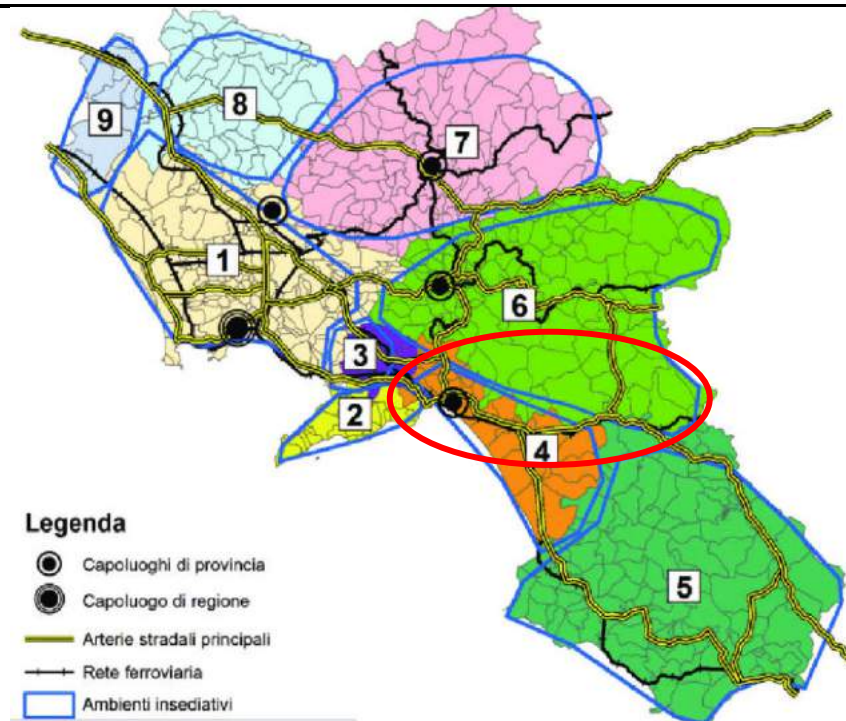 9
8
7
1
6
3
2
4
5
Legenda
Capoluoghi di provincia
Capoluogo di regione
Arterie stradali principali
Rete ferroviaria
Ambienti insediativi